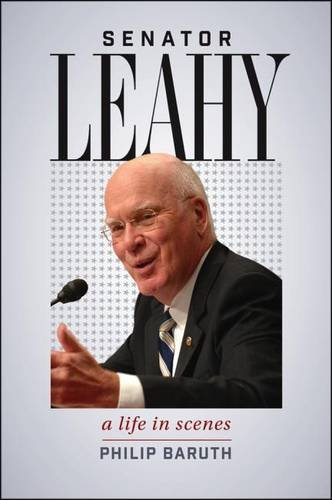 SENATOR
LEAHY
a life in scenes
PHILIP BARUTH